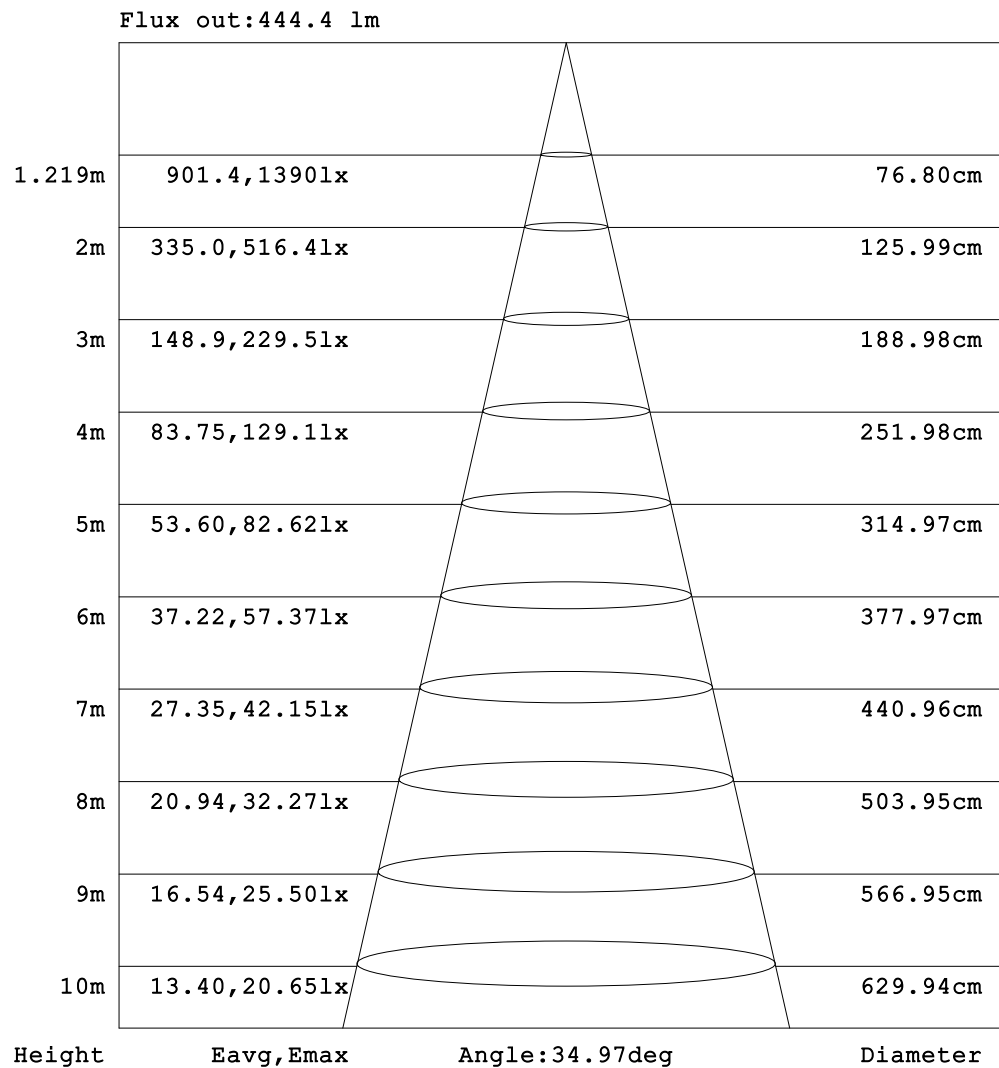 Flux out:444.4 lm
1.219m 901.4,1390lx 76.80cm
2m 335.0,516.4lx 125.99cm
3m 148.9,229.5lx 188.98cm
4m 83.75,129.1lx 251.98cm
5m 53.60,82.62lx 314.97cm
6m 37.22,57.37lx 377.97cm
7m 27.35,42.15lx 440.96cm
8m 20.94,32.27lx 503.95cm
9m 16.54,25.50lx 566.95cm
10m 13.40,20.65lx 629.94cm
Height Eavg,Emax Angle:34.97deg Diameter